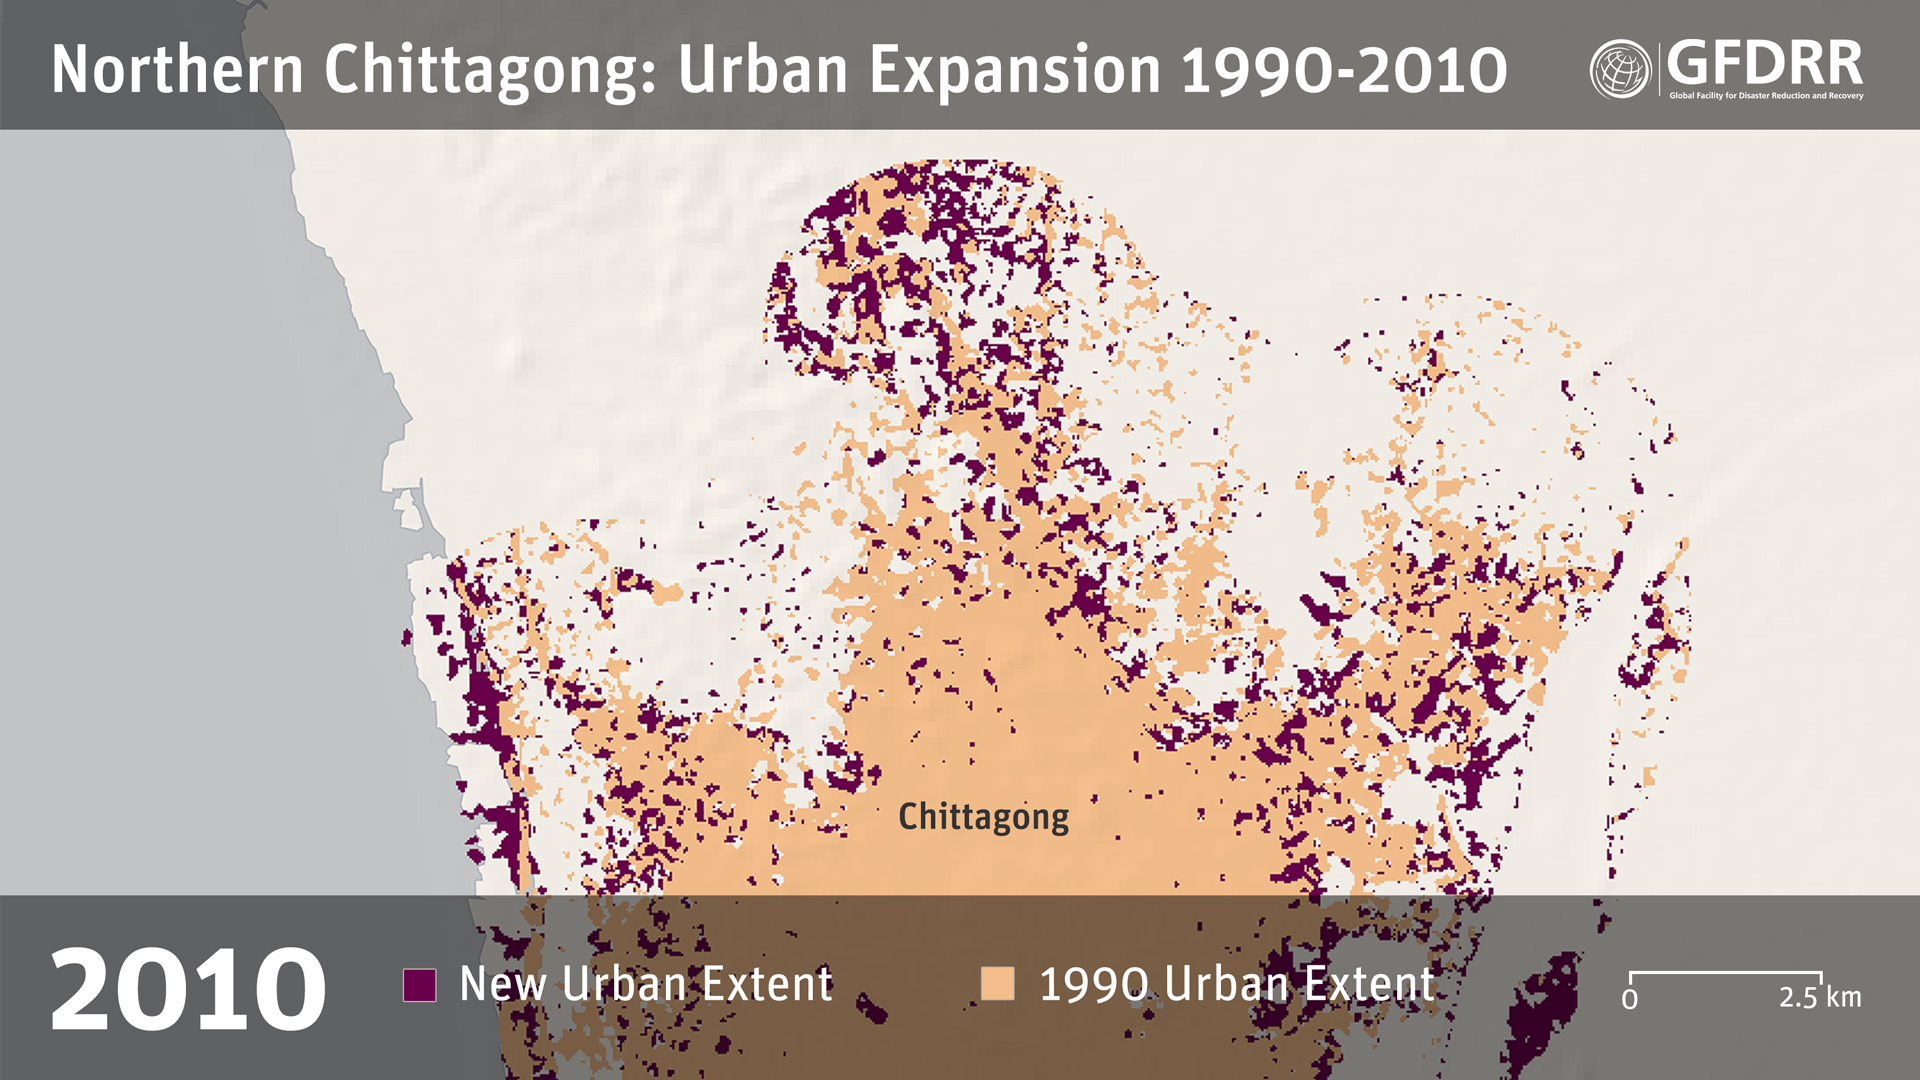 Northern Chittagong: Urban Expansion 1990-2010
GFDRR
Global Facility for Disaster Reduction and Recovery
Chittagong
2010
New Urban Extent
1990 Urban Extent
0
2.5 km